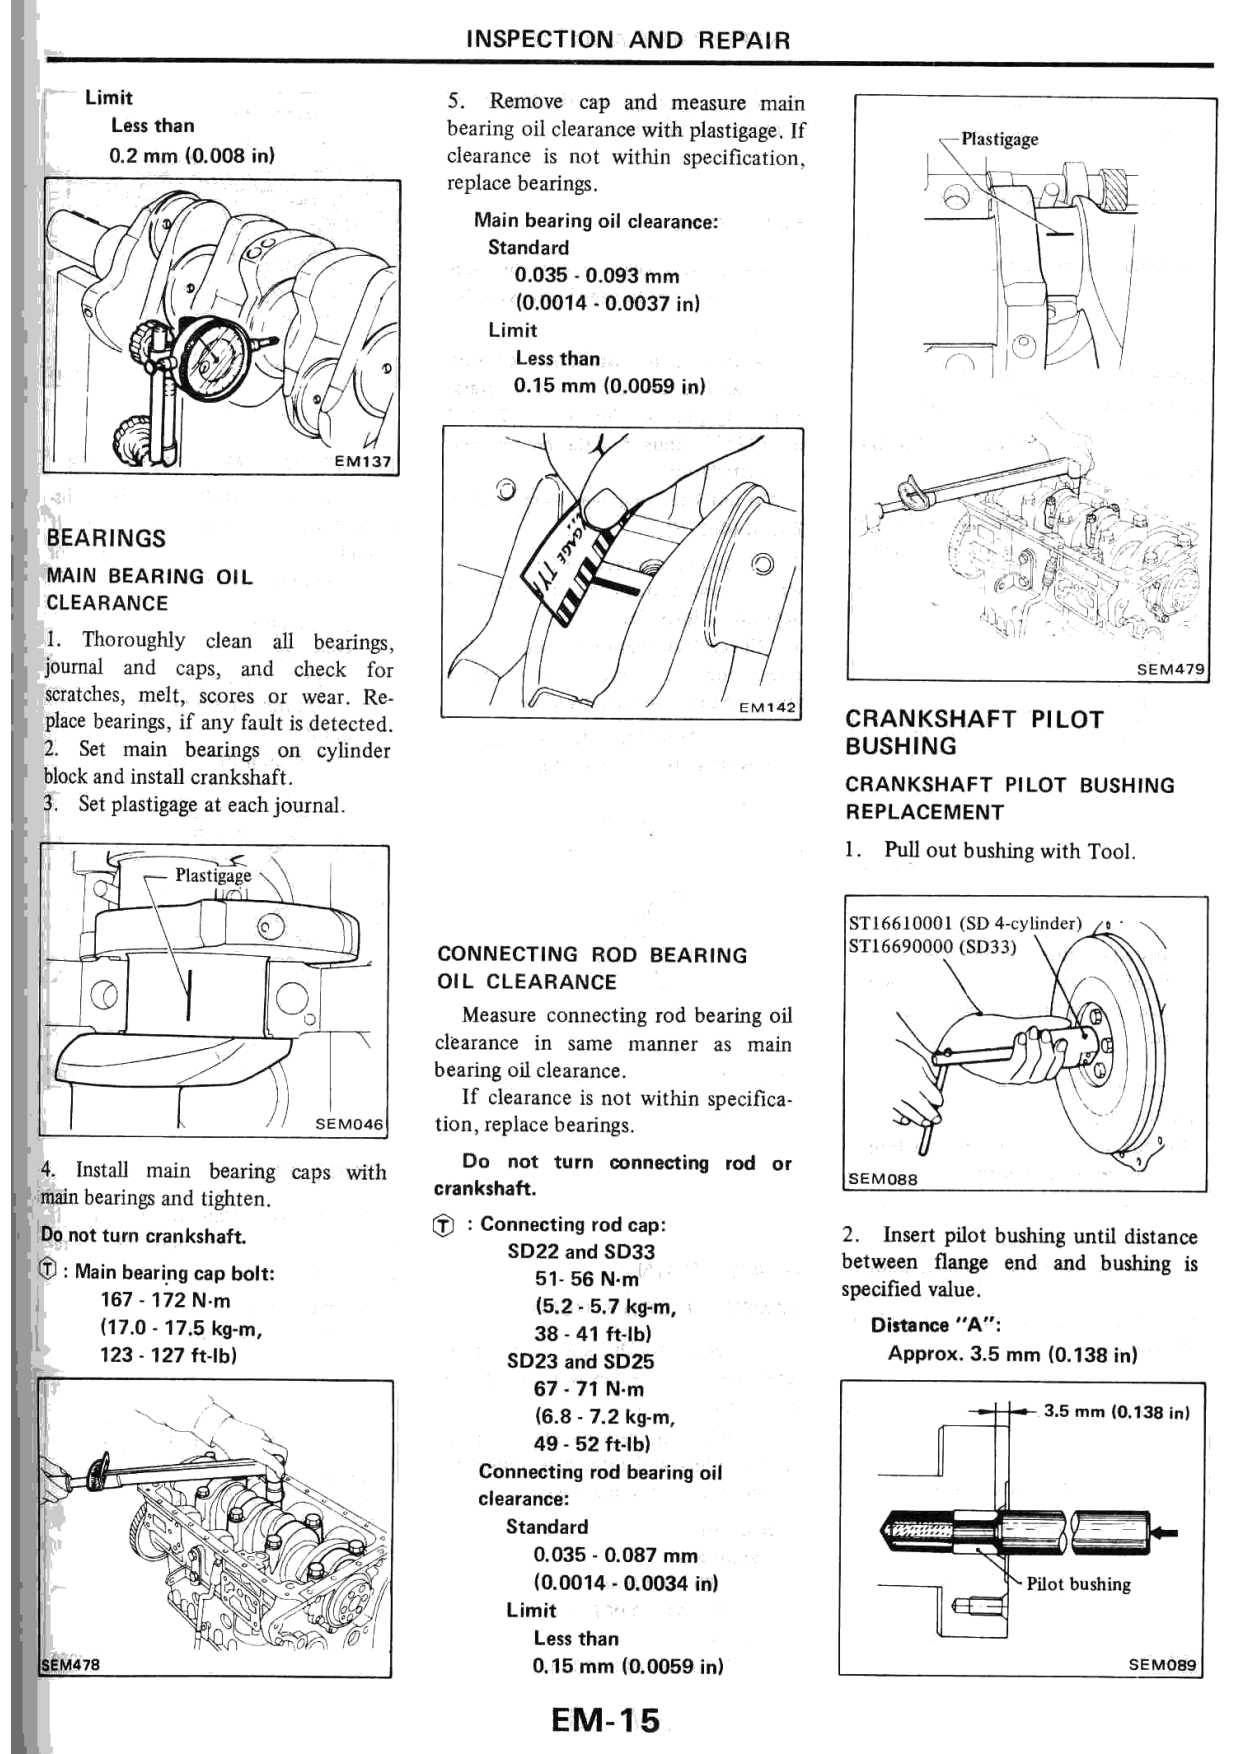 INSPECTION AND REPAIR
Limit
Less than
0.2 mm (0.008 in)
EM137
BEARINGS
MAIN BEARING OIL
CLEARANCE
1. Thoroughly clean all bearings,
journal and caps, and check for
scratches, melt, scores or wear. Re-
place bearings, if any fault is detected.
2. Set main bearings on cylinder
block and install crankshaft.
3. Set plastigage at each journal.
Plastigage
SEM046
4. Install main bearing caps with
main bearings and tighten.
Do not turn crankshaft.
Ⓣ : Main bearing cap bolt:
167 - 172 N·m
(17.0 - 17.5 kg-m,
123 - 127 ft-lb)
SEM478
5. Remove cap and measure main
bearing oil clearance with plastigage. If
clearance is not within specification,
replace bearings.
Main bearing oil clearance:
Standard
0.035 - 0.093 mm
(0.0014 - 0.0037 in)
Limit
Less than
0.15 mm (0.0059 in)
GAGE TY
EM142
CONNECTING ROD BEARING
OIL CLEARANCE
Measure connecting rod bearing oil
clearance in same manner as main
bearing oil clearance.
If clearance is not within specifica-
tion, replace bearings.
Do not turn connecting rod or
crankshaft.
Ⓣ : Connecting rod cap:
SD22 and SD33
51- 56 N·m
(5.2 - 5.7 kg-m,
38 - 41 ft-lb)
SD23 and SD25
67 - 71 N·m
(6.8 - 7.2 kg-m,
49 - 52 ft-lb)
Connecting rod bearing oil
clearance:
Standard
0.035 - 0.087 mm
(0.0014 - 0.0034 in)
Limit
Less than
0.15 mm (0.0059 in)
Plastigage
SEM479
CRANKSHAFT PILOT
BUSHING
CRANKSHAFT PILOT BUSHING
REPLACEMENT
1. Pull out bushing with Tool.
ST16610001 (SD 4-cylinder)
ST16690000 (SD33)
SEM088
2. Insert pilot bushing until distance
between flange end and bushing is
specified value.
Distance "A":
Approx. 3.5 mm (0.138 in)
3.5 mm (0.138 in)
Pilot bushing
SEM089
EM-15